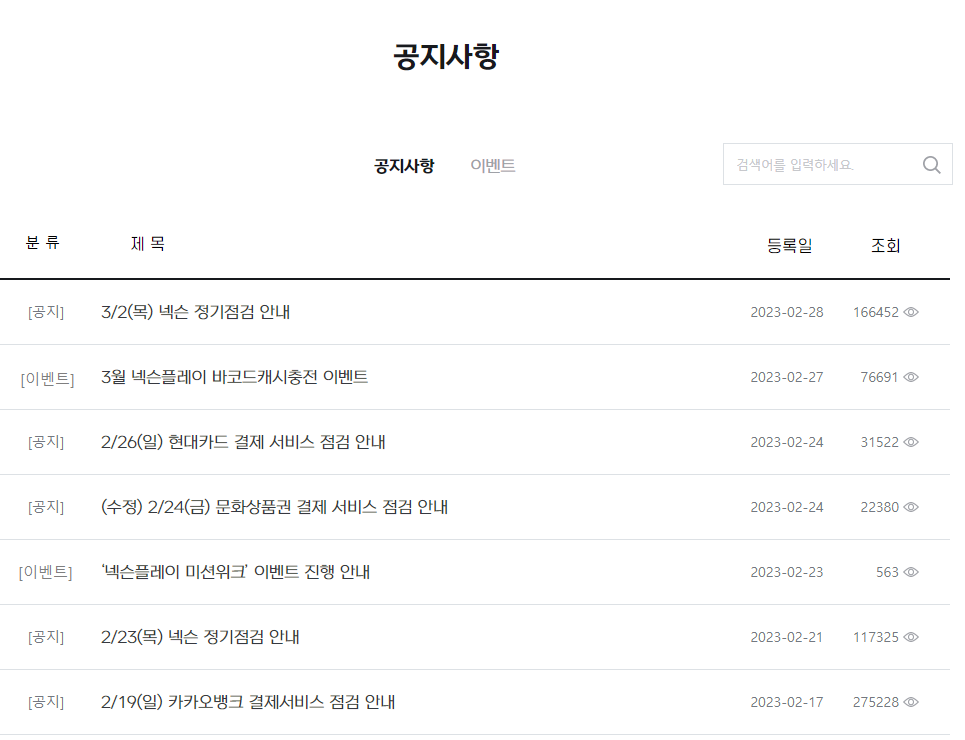 공지사항
공지사항 이벤트 검색어를 입력하세요.
분 류 제 목 등록일 조회
[공지] 3/2(목) 넥슨 정기점검 안내 2023-02-28 166452
[이벤트] 3월 넥슨플레이 바코드캐시충전 이벤트 2023-02-27 76691
[공지] 2/26(일) 현대카드 결제 서비스 점검 안내 2023-02-24 31522
[공지] (수정) 2/24(금) 문화상품권 결제 서비스 점검 안내 2023-02-24 22380
[이벤트] ‘넥슨플레이 미션위크’ 이벤트 진행 안내 2023-02-23 563
[공지] 2/23(목) 넥슨 정기점검 안내 2023-02-21 117325
[공지] 2/19(일) 카카오뱅크 결제서비스 점검 안내 2023-02-17 275228